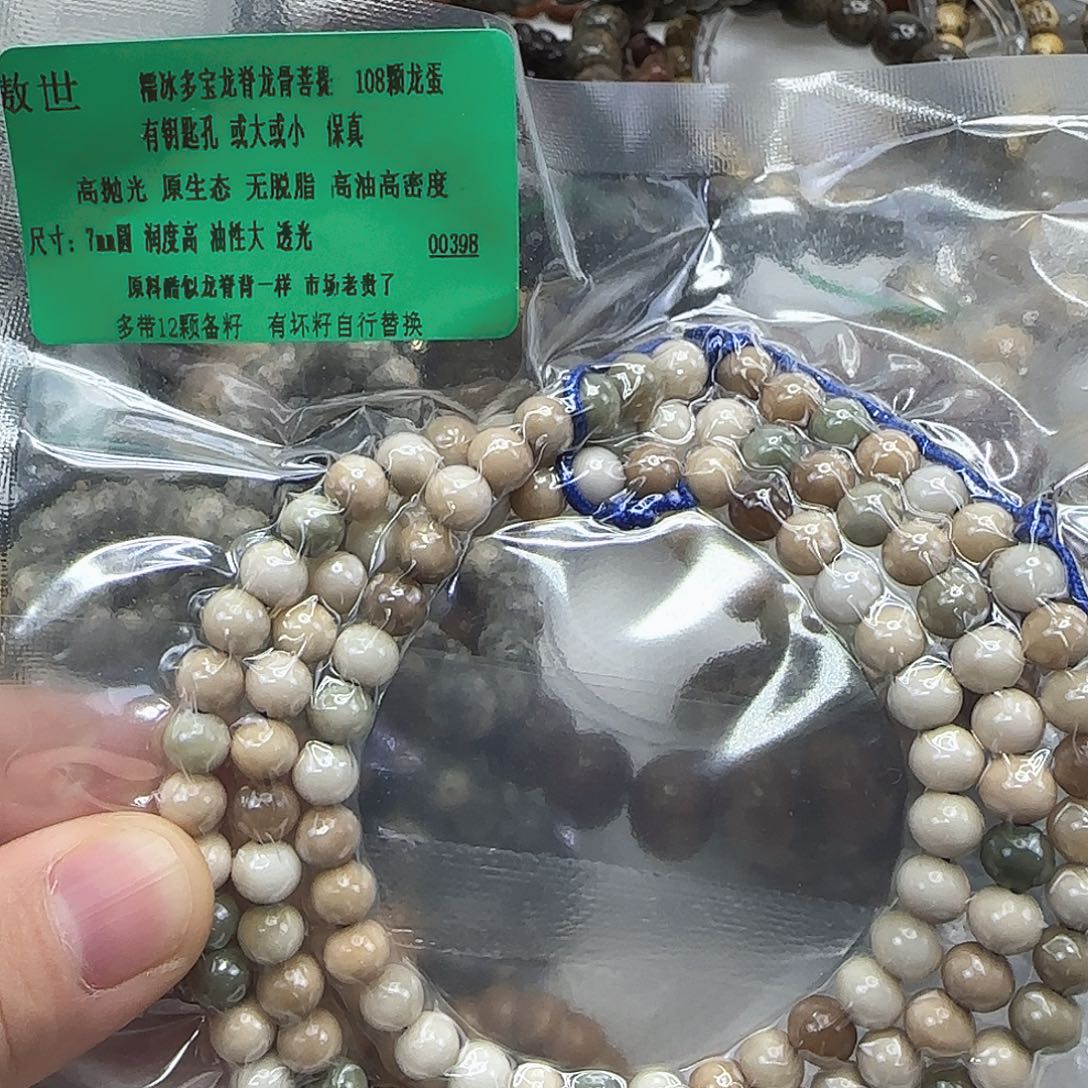 敖世 糯冰多宝龙脊龙骨菩提 108颗龙蛋
有钥匙孔 或大或小 保真
高抛光 原生态 无脱脂 高油高密度
尺寸：7mm圆 润度高 油性大 透光 0039B
原料酷似龙脊背一样 市场老贵了
多带12颗备籽 有坏籽自行替换